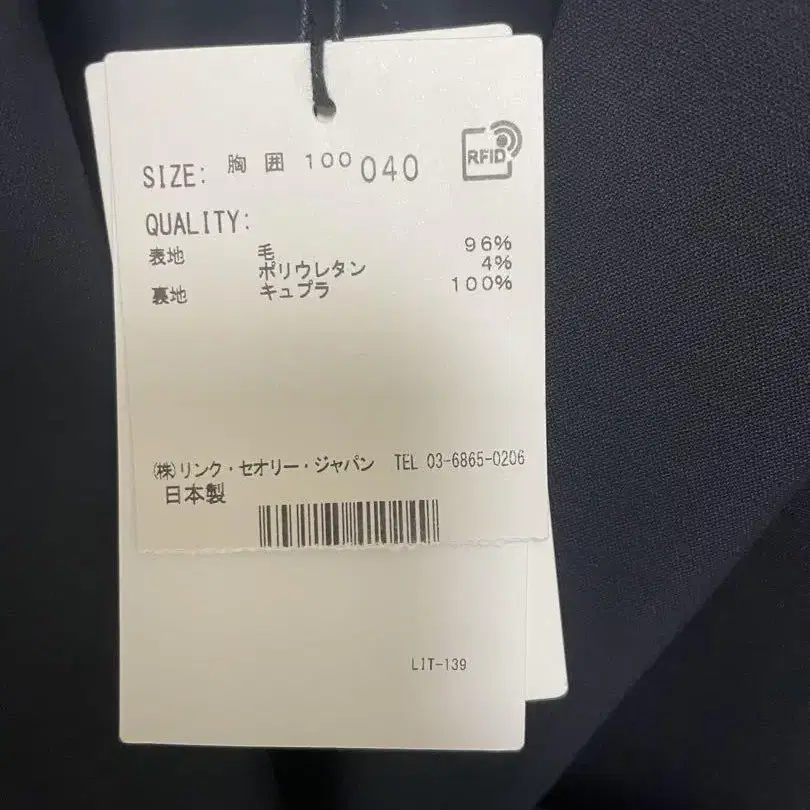 SIZE: 胸 囲 100 040
RFID
QUALITY:
表地 毛 96%
ポリウレタン 4%
裏地 キュプラ 100%
(株)リンク・セオリー・ジャパン TEL 03-6865-0206
日本製
LIT-139